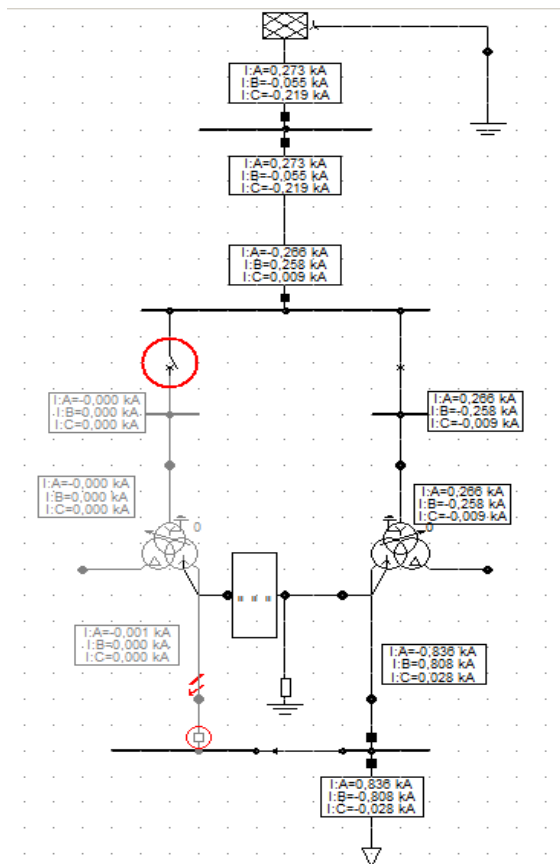 I:A=0,273 kA
I:B=-0,055 kA
I:C=-0,219 kA
I:A=0,273 kA
I:B=-0,055 kA
I:C=-0,219 kA
I:A=-0,266 kA
I:B=0,258 kA
I:C=0,009 kA
I:A=-0,000 kA
I:B=0,000 kA
I:C=0,000 kA
I:A=0,266 kA
I:B=-0,258 kA
I:C=-0,009 kA
I:A=-0,000 kA
I:B=0,000 kA
I:C=0,000 kA
0
I:A=0,266 kA
I:B=-0,258 kA
I:C=-0,009 kA
0
I:A=-0,001 kA
I:B=0,000 kA
I:C=0,000 kA
I:A=-0,836 kA
I:B=0,808 kA
I:C=0,028 kA
I:A=0,836 kA
I:B=-0,808 kA
I:C=-0,028 kA